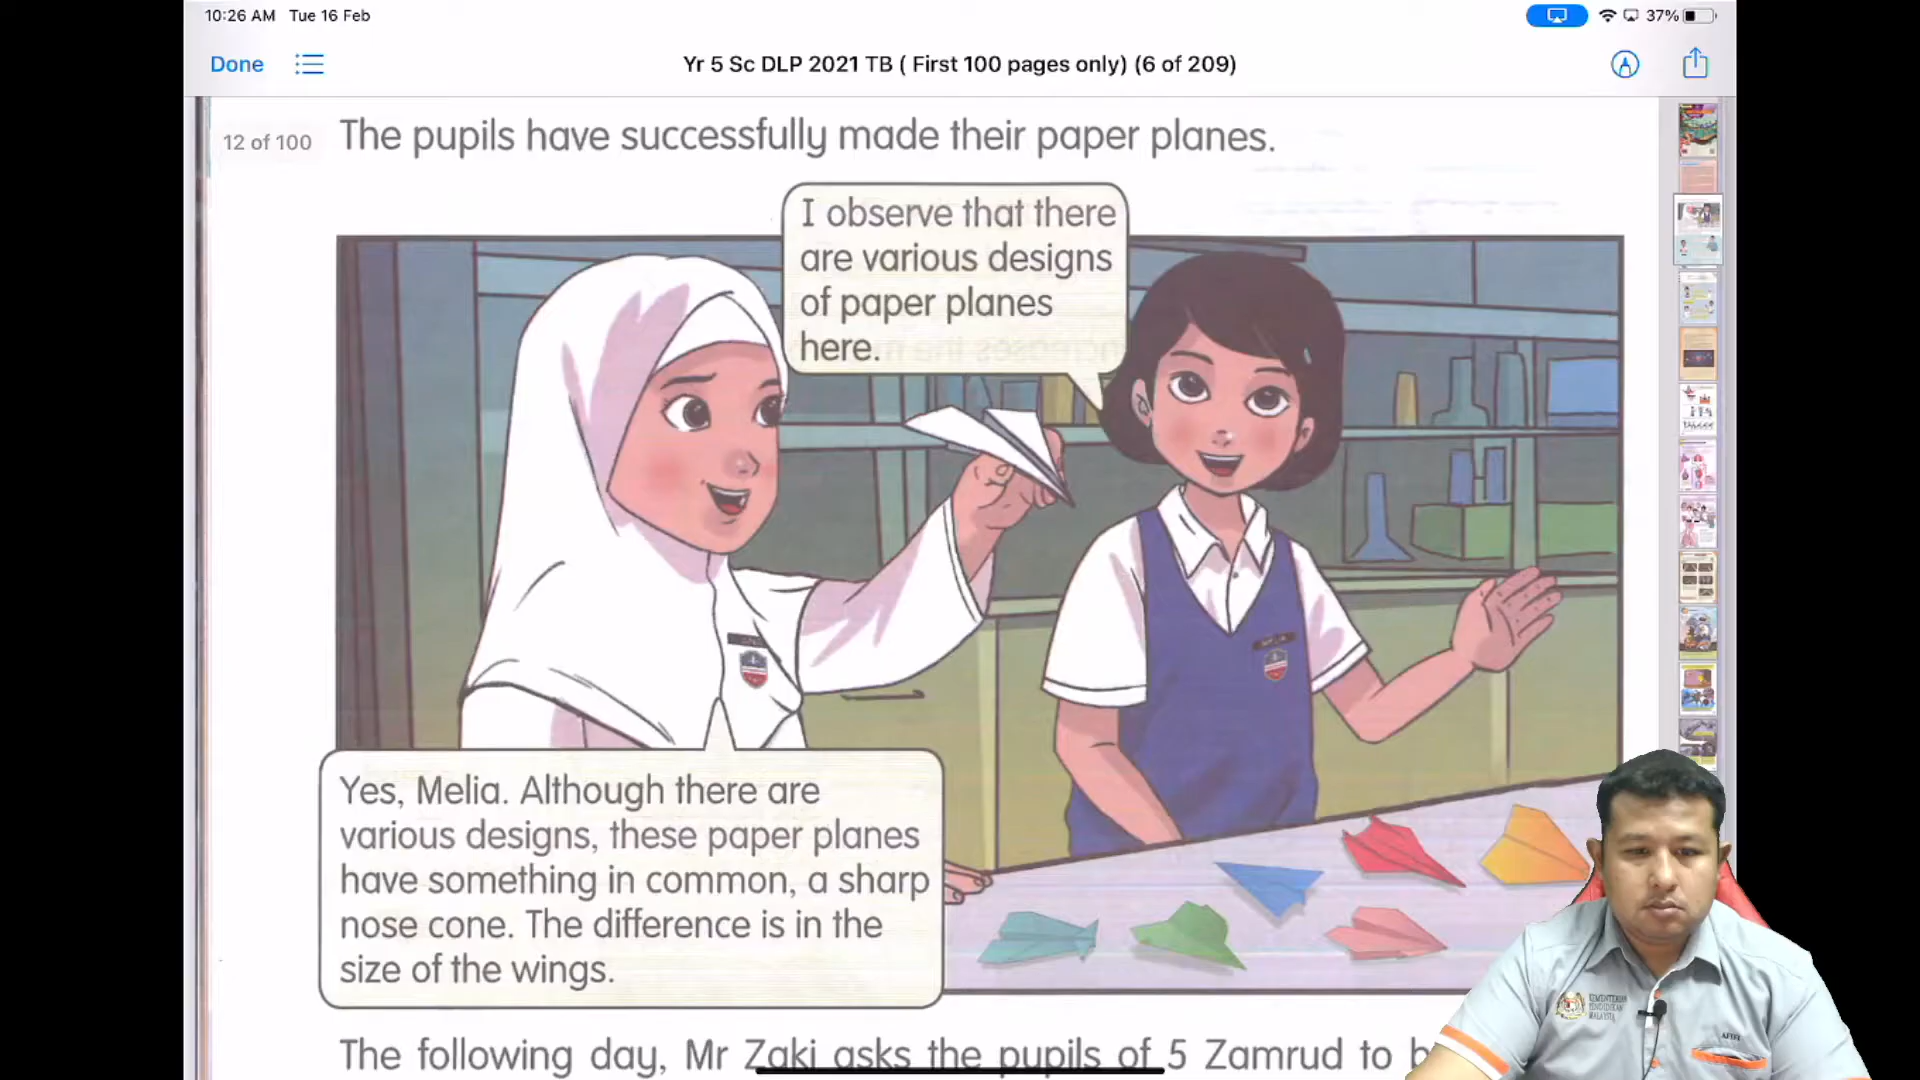 10:26 AM Tue 16 Feb
37%
Done
Yr 5 Sc DLP 2021 TB ( First 100 pages only) (6 of 209)
12 of 100
The pupils have successfully made their paper planes.
I observe that there
are various designs
of paper planes
here.
Yes, Melia. Although there are
various designs, these paper planes
have something in common, a sharp
nose cone. The difference is in the
size of the wings.
The following day, Mr Zaki asks the pupils of 5 Zamrud to b
KEMENTERIAN
PENDIDIKAN
MALAYSIA